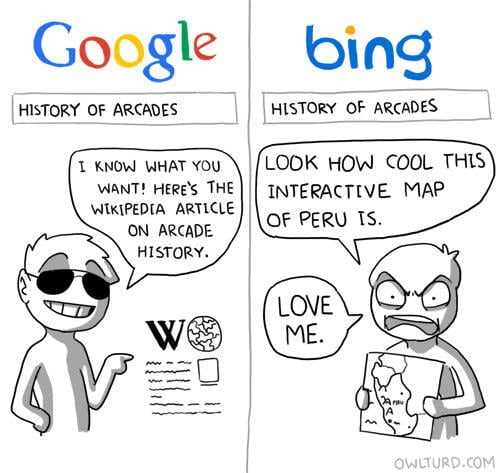 Google
HISTORY OF ARCADES
I KNOW WHAT YOU
WANT! HERE'S THE
WIKIPEDIA ARTICLE
ON ARCADE
HISTORY.
W
bing
HISTORY OF ARCADES
LOOK HOW COOL THIS
INTERACTIVE MAP
OF PERU IS.
LOVE
ME.
PERU
OWLTURD.COM